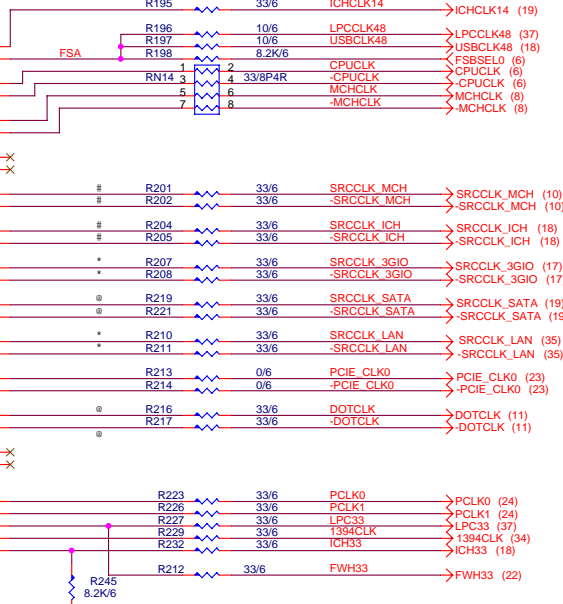 R195 33/6 ICHCLK14 ICHCLK14 (19)
R196 10/6 LPCCLK48 LPCCLK48 (37)
R197 10/6 USBCLK48 USBCLK48 (18)
FSA R198 8.2K/6 FSBSEL0 (6)
1 2 CPUCLK CPUCLK (6)
RN14 3 4 33/8P4R -CPUCLK -CPUCLK (6)
5 6 MCHCLK MCHCLK (8)
7 8 -MCHCLK -MCHCLK (8)
# R201 33/6 SRCCLK_MCH SRCCLK_MCH (10)
# R202 33/6 -SRCCLK_MCH -SRCCLK_MCH (10)
# R204 33/6 SRCCLK_ICH SRCCLK_ICH (18)
# R205 33/6 -SRCCLK_ICH -SRCCLK_ICH (18)
* R207 33/6 SRCCLK_3GIO SRCCLK_3GIO (17)
* R208 33/6 -SRCCLK_3GIO -SRCCLK_3GIO (17
@ R219 33/6 SRCCLK_SATA SRCCLK_SATA (19)
@ R221 33/6 -SRCCLK_SATA -SRCCLK_SATA (19
* R210 33/6 SRCCLK_LAN SRCCLK_LAN (35)
* R211 33/6 -SRCCLK_LAN -SRCCLK_LAN (35)
R213 0/6 PCIE_CLK0 PCIE_CLK0 (23)
R214 0/6 -PCIE_CLK0 -PCIE_CLK0 (23)
@ R216 33/6 DOTCLK DOTCLK (11)
R217 33/6 -DOTCLK -DOTCLK (11)
@
R223 33/6 PCLK0 PCLK0 (24)
R226 33/6 PCLK1 PCLK1 (24)
R227 33/6 LPC33 LPC33 (37)
R229 33/6 1394CLK 1394CLK (34)
R232 33/6 ICH33 ICH33 (18)
R212 33/6 FWH33 FWH33 (22)
R245
8.2K/6